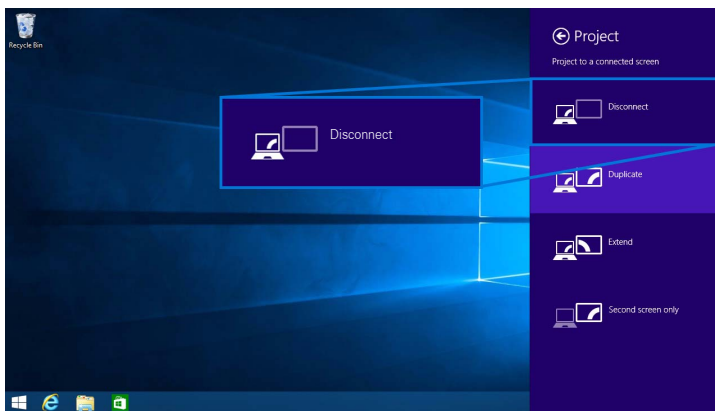 Recycle Bin
Project
Project to a connected screen
Disconnect
Disconnect
Duplicate
Extend
Second screen only